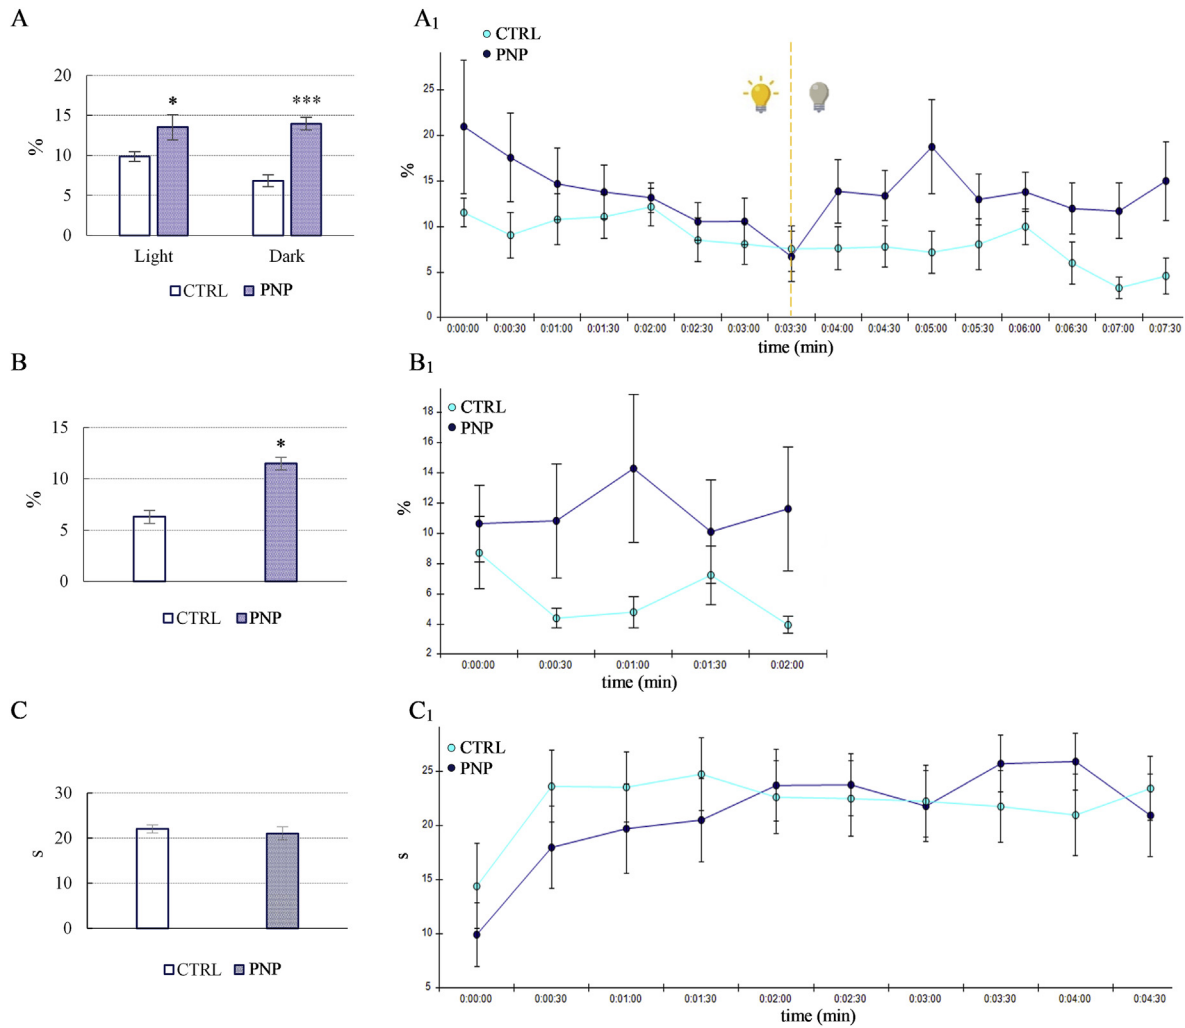 A
A1
CTRL
PNP
%
20
15
10
5
0
*
***
Light
Dark
CTRL PNP
%
25
20
15
10
5
0
0:00:00 0:00:30 0:01:00 0:01:30 0:02:00 0:02:30 0:03:00 0:03:30 0:04:00 0:04:30 0:05:00 0:05:30 0:06:00 0:06:30 0:07:00 0:07:30
time (min)
B
B1
%
15
10
5
0
*
CTRL PNP
CTRL
PNP
%
18
16
14
12
10
8
6
4
2
0:00:00 0:00:30 0:01:00 0:01:30 0:02:00
time (min)
C
C1
s
30
20
10
0
CTRL PNP
CTRL
PNP
s
25
20
15
10
5
0:00:00 0:00:30 0:01:00 0:01:30 0:02:00 0:02:30 0:03:00 0:03:30 0:04:00 0:04:30
time (min)